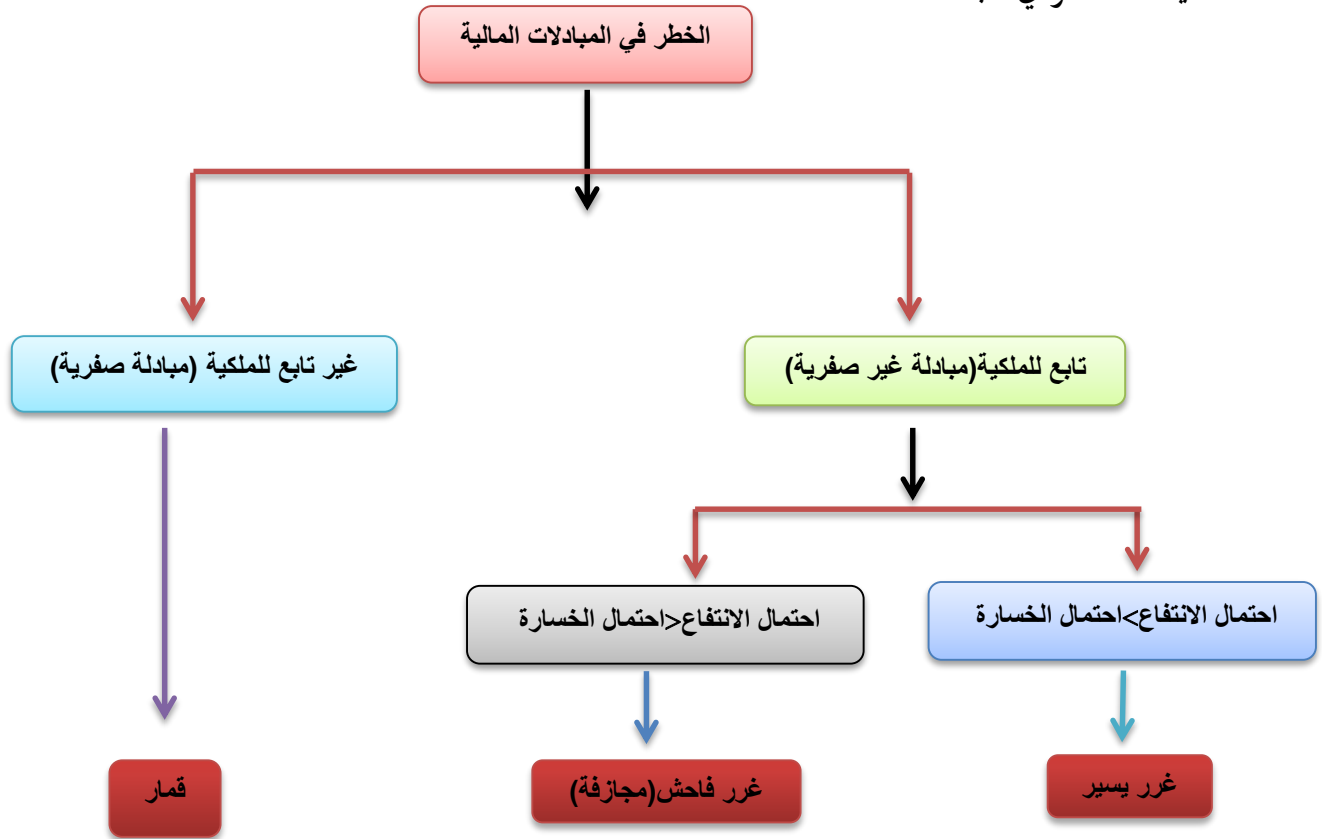 الخطر في المبادلات المالية
تابع للملكية(مبادلة غير صفرية)
غير تابع للملكية (مبادلة صفرية)
احتمال الانتفاع>احتمال الخسارة
احتمال الانتفاع<احتمال الخسارة
غرر يسير
غرر فاحش(مجازفة)
قمار